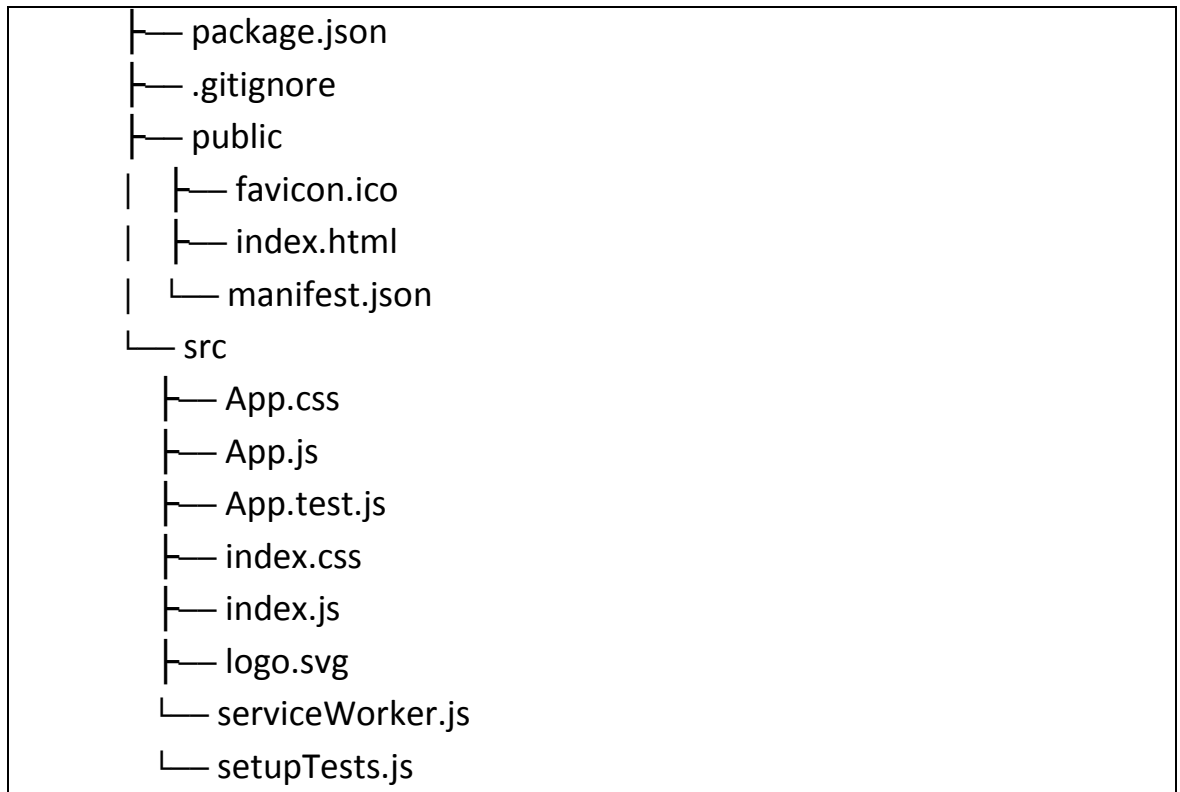 ├── package.json
├── .gitignore
├── public
│   ├── favicon.ico
│   ├── index.html
│   └── manifest.json
└── src
    ├── App.css
    ├── App.js
    ├── App.test.js
    ├── index.css
    ├── index.js
    ├── logo.svg
    └── serviceWorker.js
    └── setupTests.js